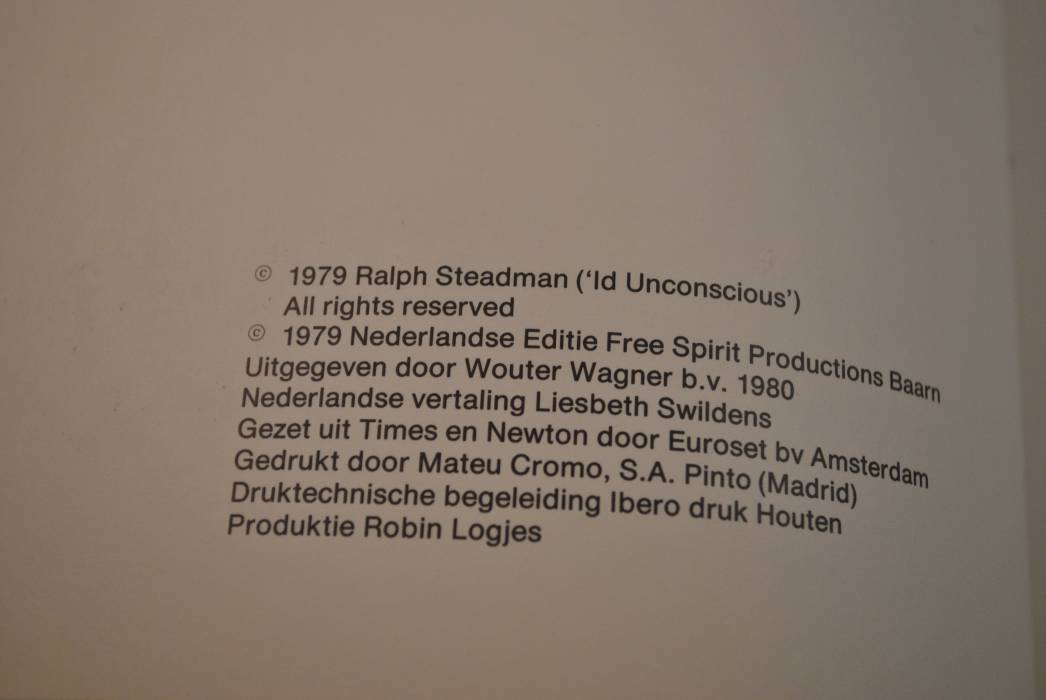 © 1979 Ralph Steadman (‘Id Unconscious’)
All rights reserved
© 1979 Nederlandse Editie Free Spirit Productions Baarn
Uitgegeven door Wouter Wagner b.v. 1980
Nederlandse vertaling Liesbeth Swildens
Gezet uit Times en Newton door Euroset bv Amsterdam
Gedrukt door Mateu Cromo, S.A. Pinto (Madrid)
Druktechnische begeleiding Ibero druk Houten
Produktie Robin Logjes